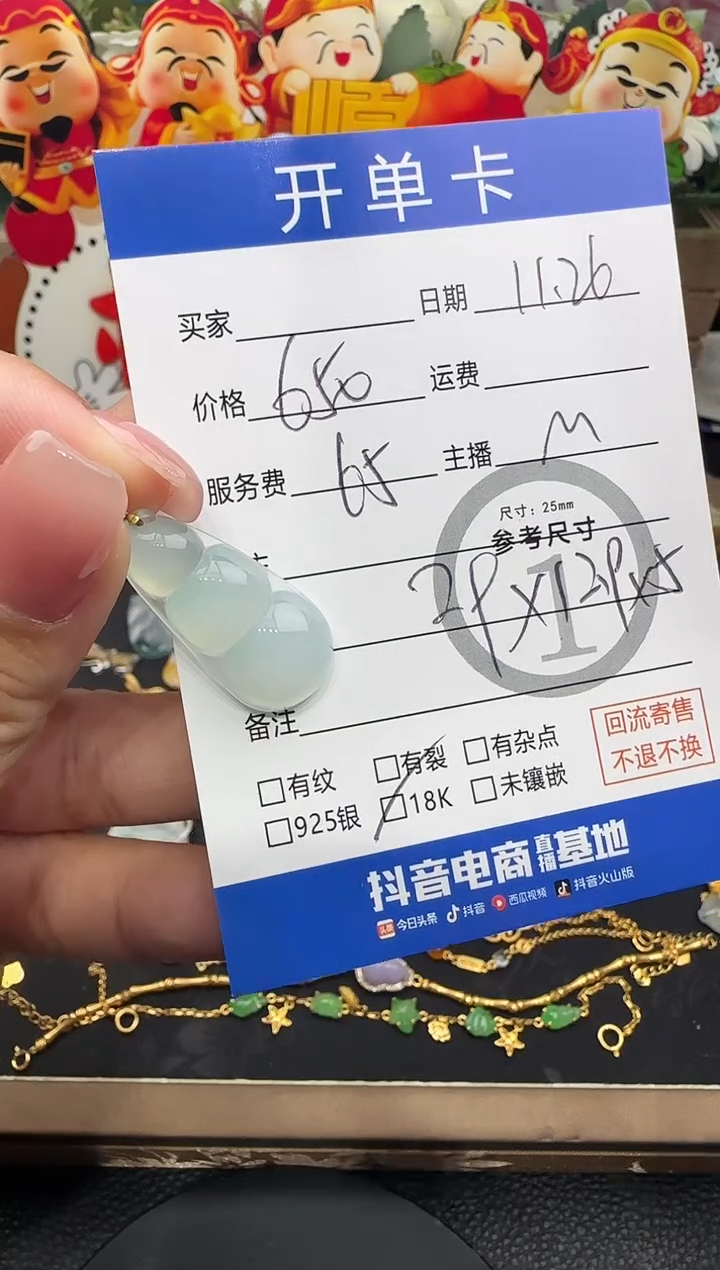 开单卡
买家 日期 11.26
价格 650 运费
服务费 65 主播 M
尺寸：25mm
参考尺寸
1
备注
回流寄售
不退不换
□有纹 □有裂 □有杂点
□925银 □18K □未镶嵌
抖音电商直播基地
头条 今日头条 抖音 西瓜视频 抖音火山版